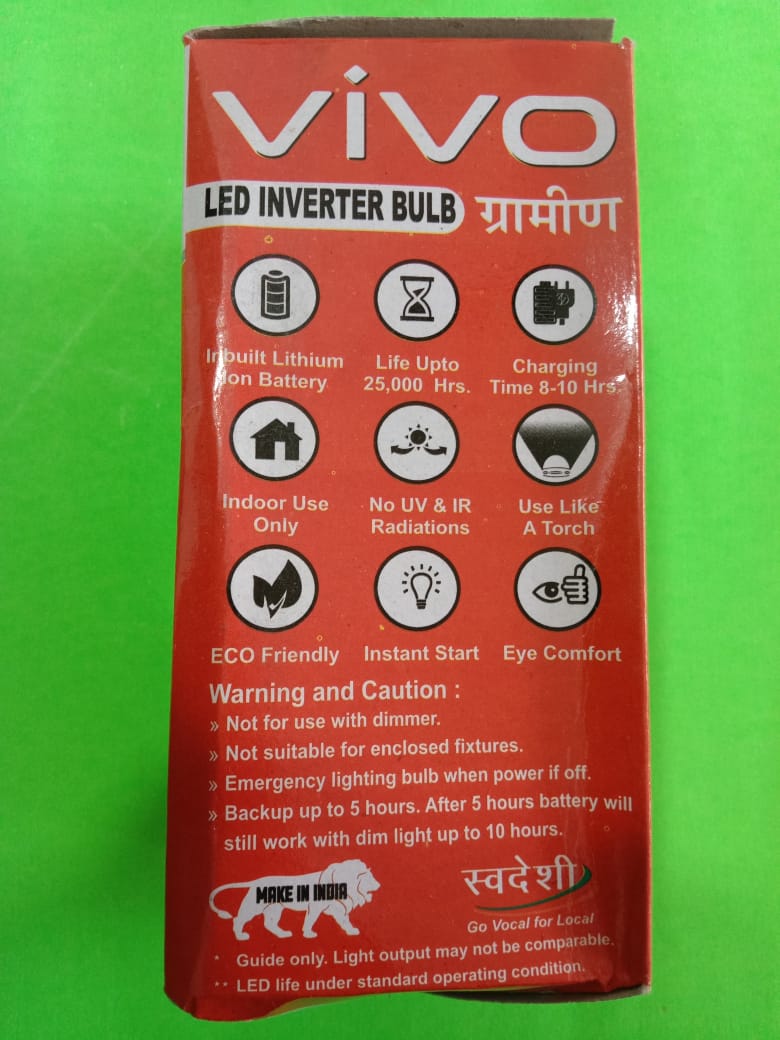 vivo
LED INVERTER BULB ग्रामीण
Inbuilt Lithium
Ion Battery
Life Upto
25,000 Hrs.
Charging
Time 8-10 Hrs.
Indoor Use
Only
No UV & IR
Radiations
Use Like
A Torch
ECO Friendly
Instant Start
Eye Comfort
Warning and Caution :
» Not for use with dimmer.
» Not suitable for enclosed fixtures.
» Emergency lighting bulb when power if off.
» Backup up to 5 hours. After 5 hours battery will
still work with dim light up to 10 hours.
MAKE IN INDIA
स्वदेशी
Go Vocal for Local
* Guide only. Light output may not be comparable.
** LED life under standard operating condition.